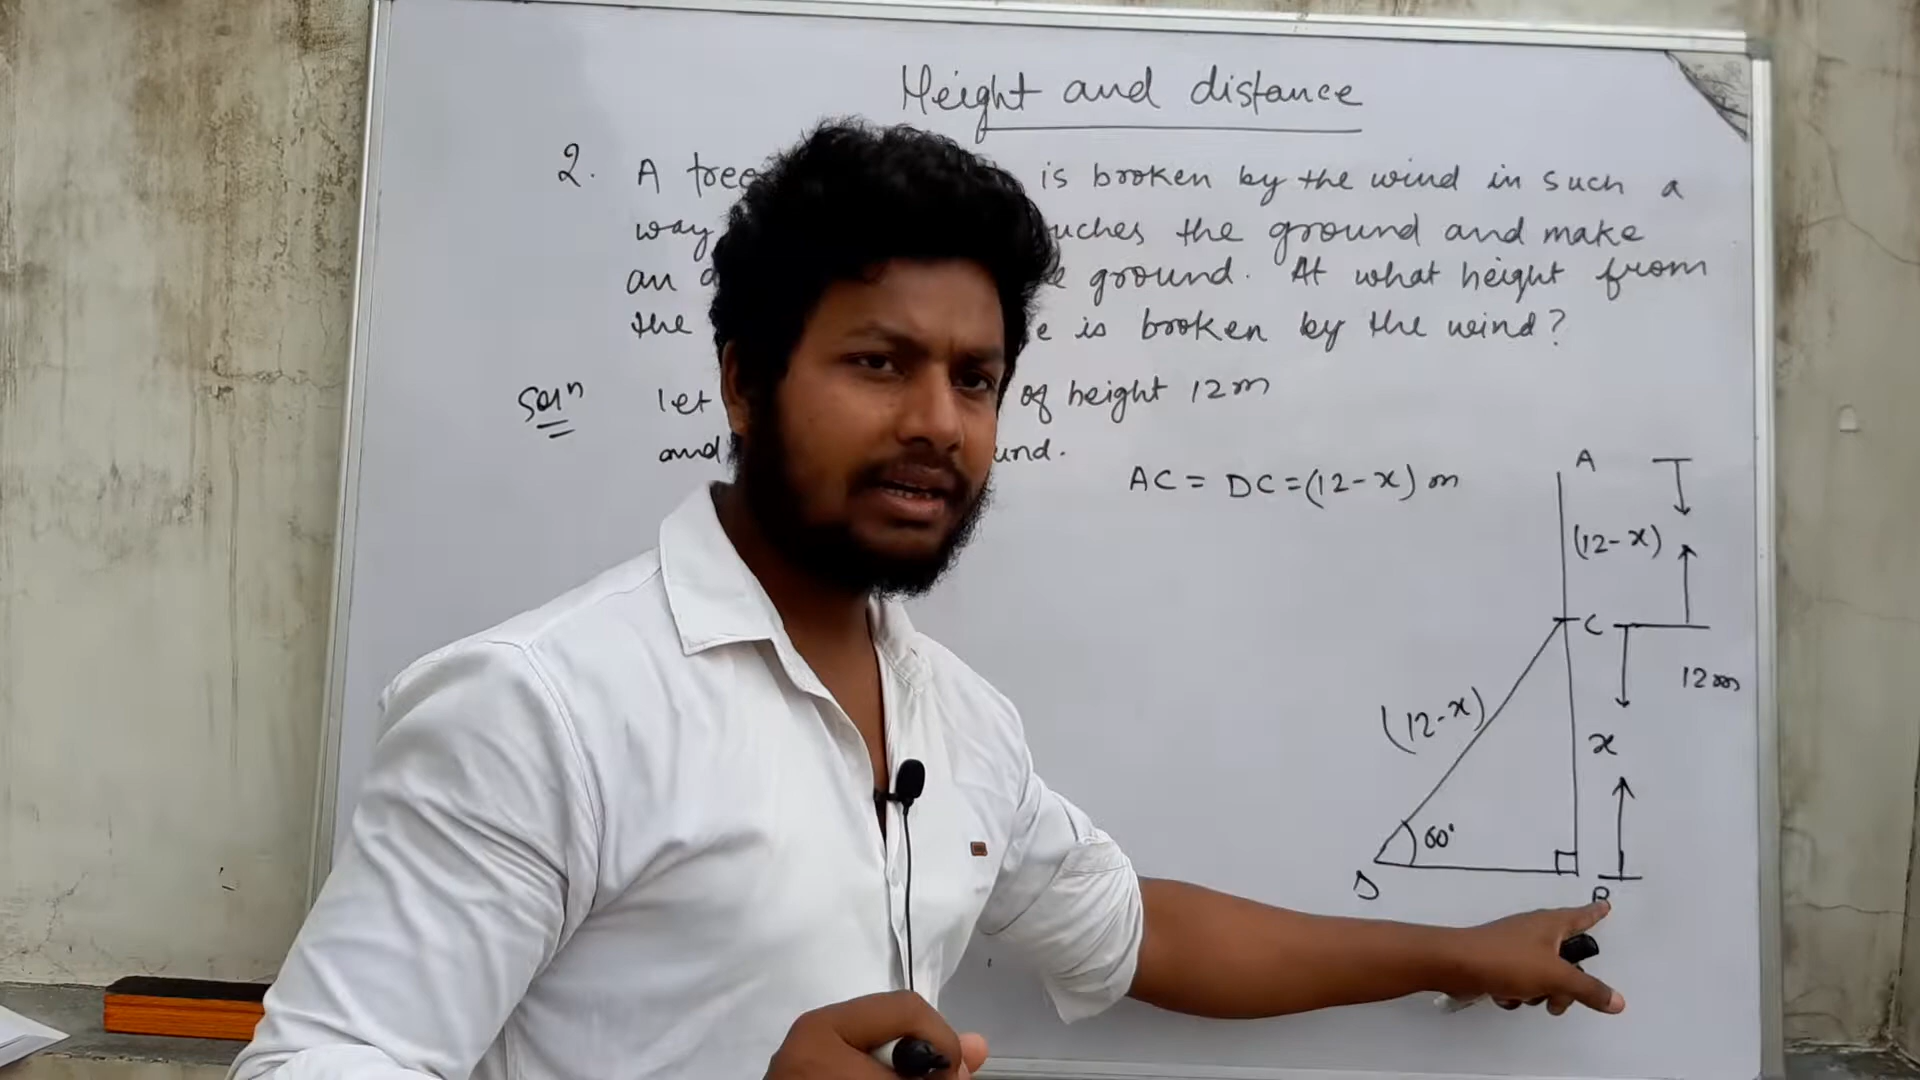 Height and distance
2. A tree is broken by the wind in such a
way uches the ground and make
an ground. At what height from
the e is broken by the wind?
Solⁿ let of height 12m
and und.
AC = DC = (12-x) m
A
(12-x)
C
12m
(12-x)
x
60°
D
B